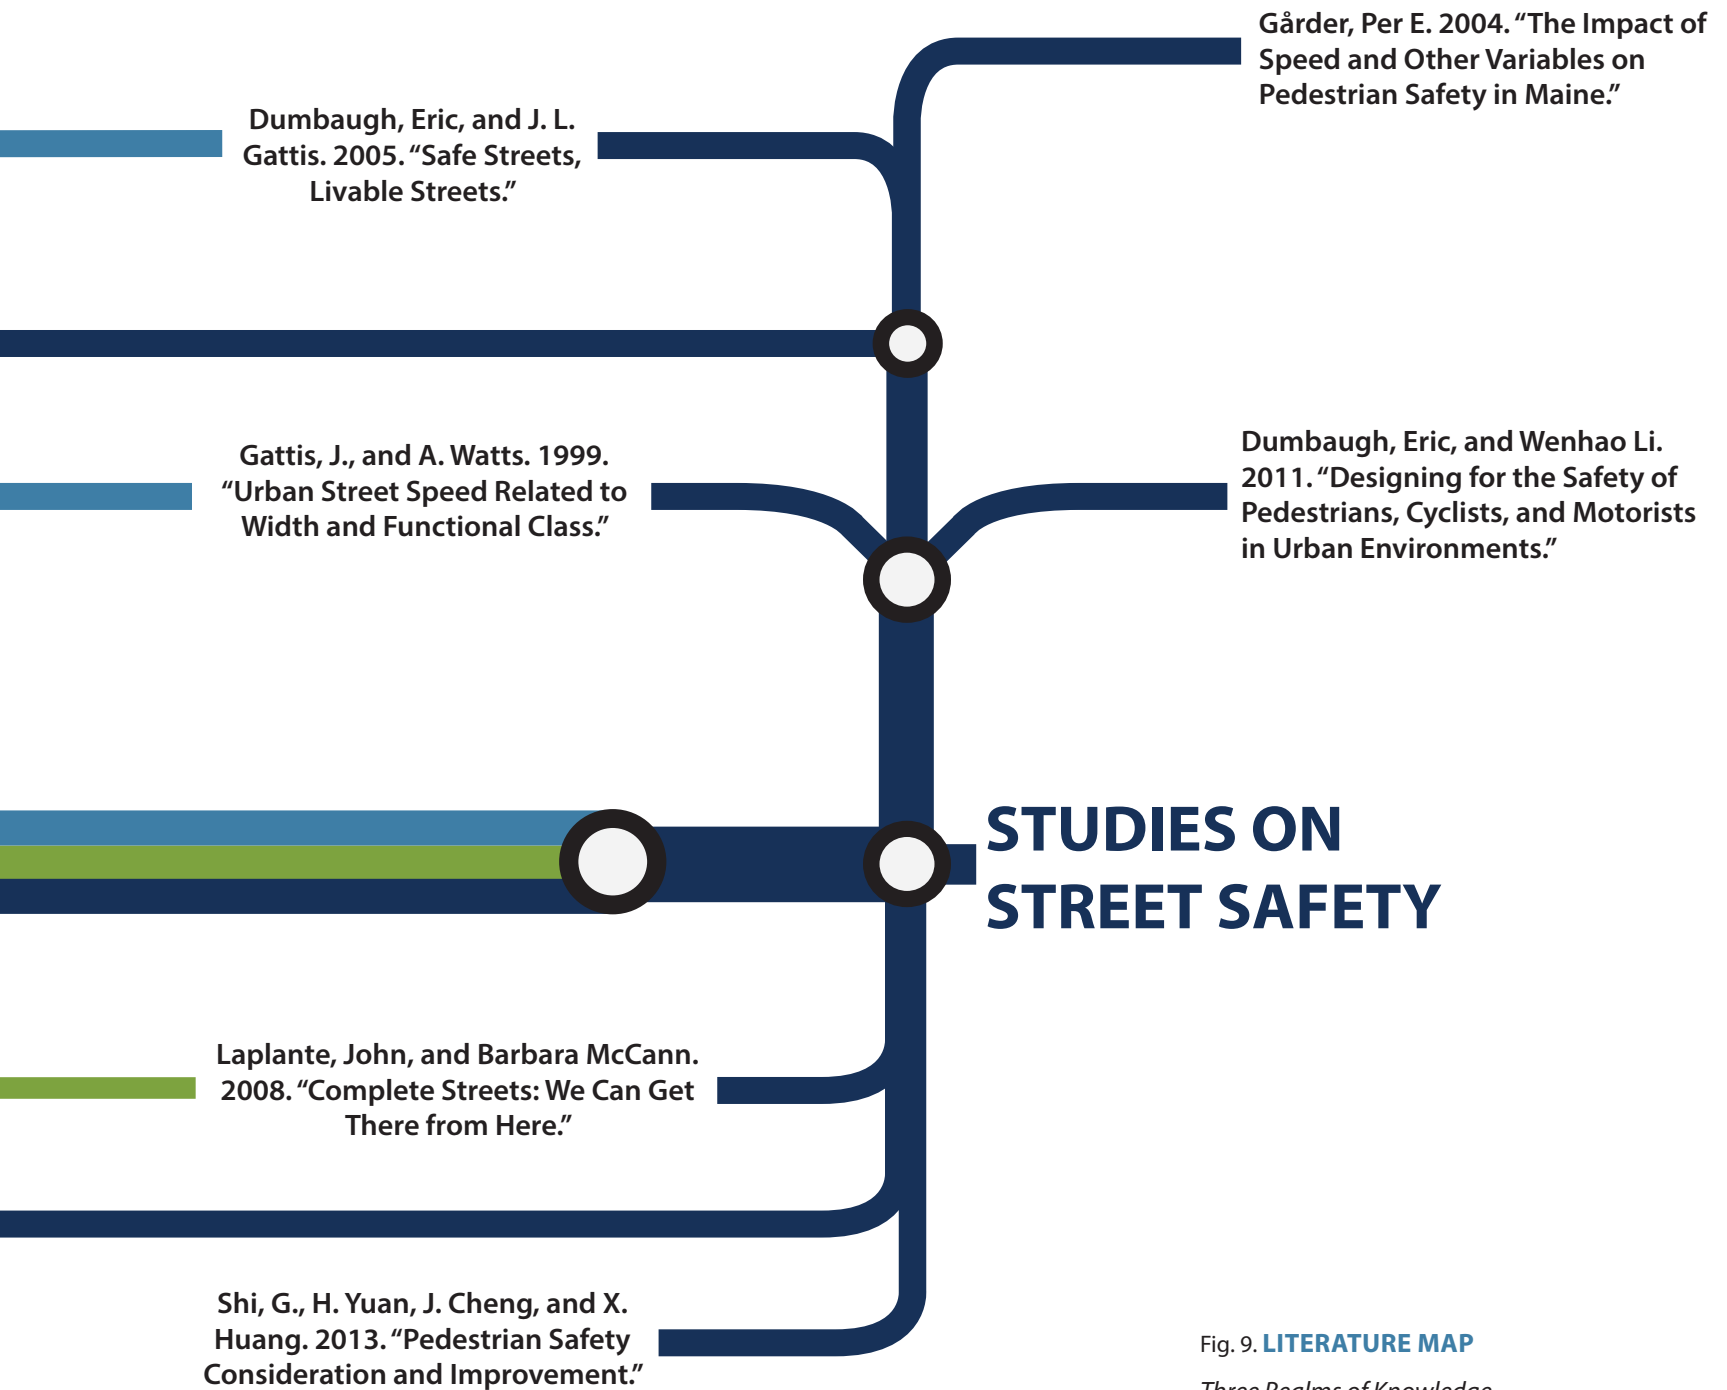 Gårder, Per E. 2004. “The Impact of
Speed and Other Variables on
Pedestrian Safety in Maine.”
Dumbaugh, Eric, and J. L.
Gattis. 2005. “Safe Streets,
Livable Streets.”
Gattis, J., and A. Watts. 1999.
“Urban Street Speed Related to
Width and Functional Class.”
Dumbaugh, Eric, and Wenhao Li.
2011. “Designing for the Safety of
Pedestrians, Cyclists, and Motorists
in Urban Environments.”
STUDIES ON
STREET SAFETY
Laplante, John, and Barbara McCann.
2008. “Complete Streets: We Can Get
There from Here.”
Shi, G., H. Yuan, J. Cheng, and X.
Huang. 2013. “Pedestrian Safety
Consideration and Improvement.”
Fig. 9. LITERATURE MAP
Three Realms of Knowledge